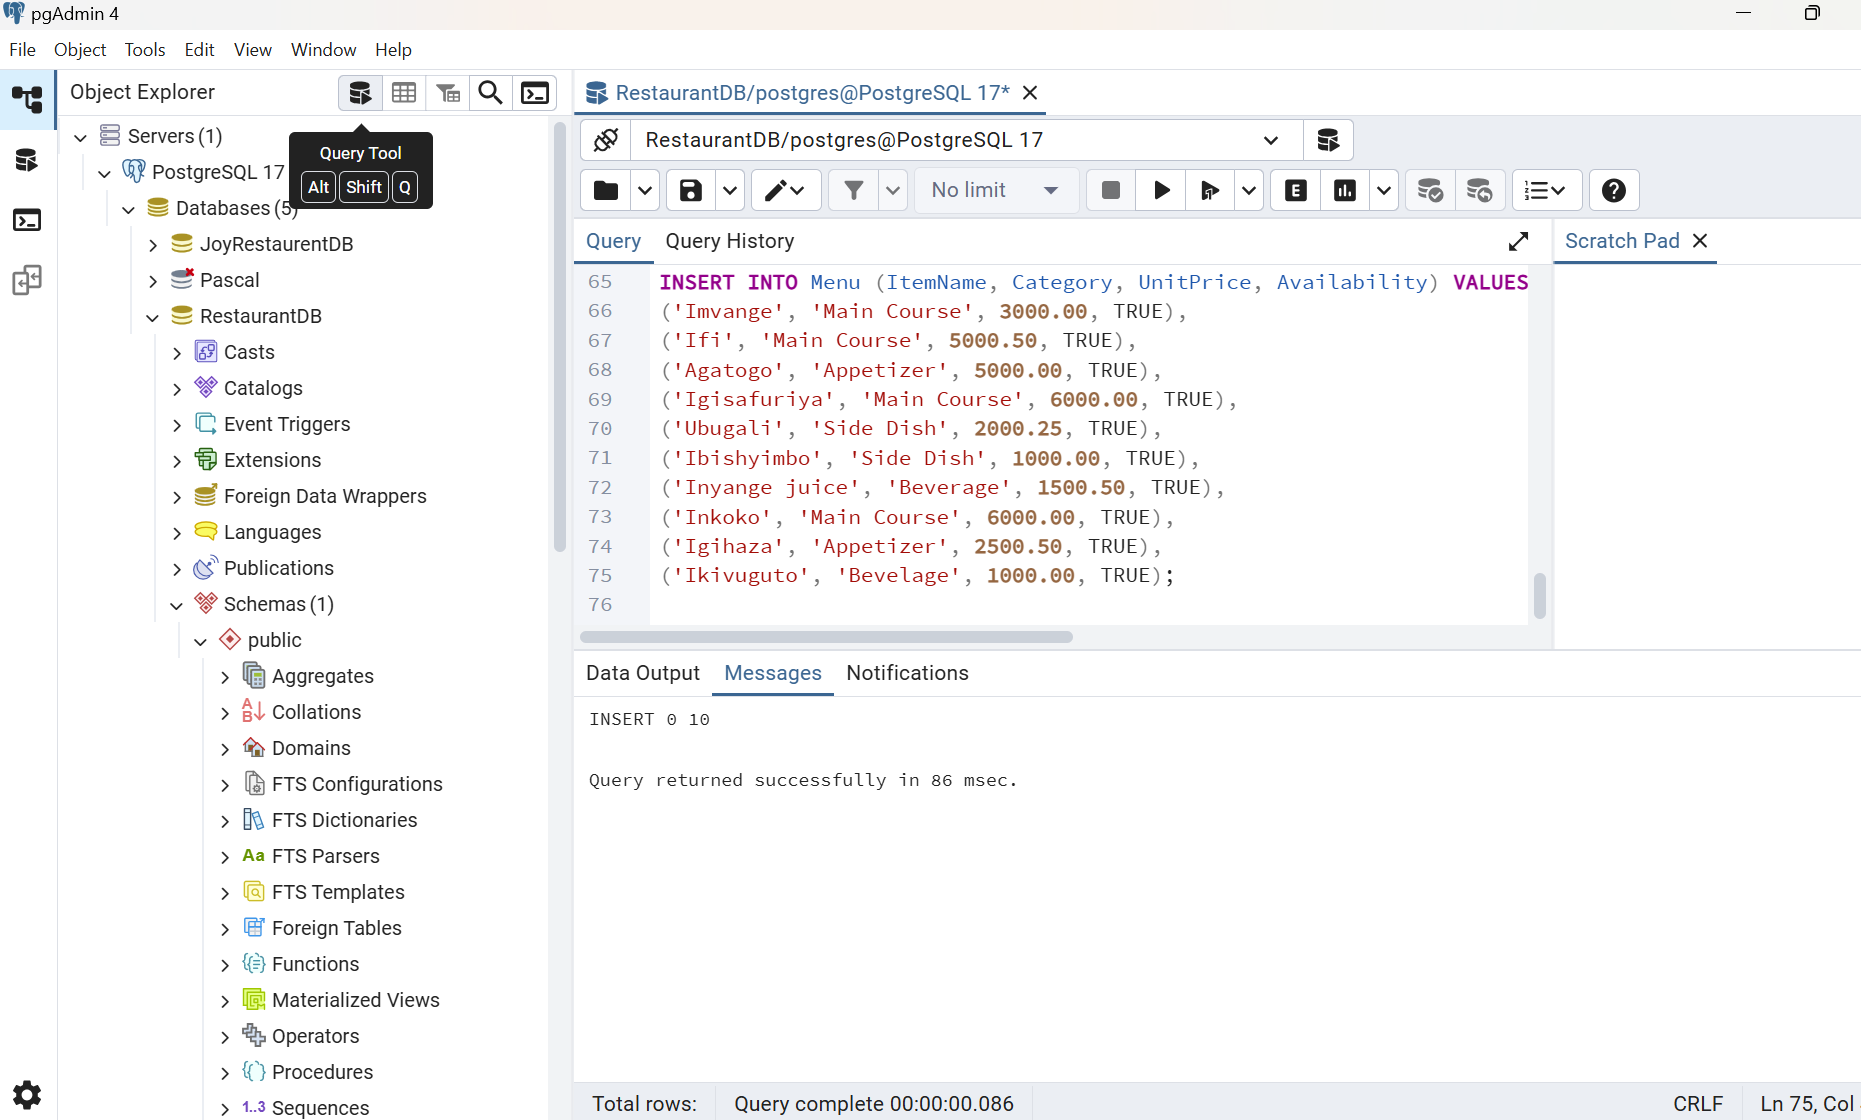 pgAdmin 4
File Object Tools Edit View Window Help
Object Explorer
Query Tool
Alt Shift Q
Servers (1)
PostgreSQL 17
Databases (5)
JoyRestaurentDB
Pascal
RestaurantDB
Casts
Catalogs
Event Triggers
Extensions
Foreign Data Wrappers
Languages
Publications
Schemas (1)
public
Aggregates
Collations
Domains
FTS Configurations
FTS Dictionaries
Aa FTS Parsers
FTS Templates
Foreign Tables
Functions
Materialized Views
Operators
Procedures
1..3 Sequences
RestaurantDB/postgres@PostgreSQL 17*
RestaurantDB/postgres@PostgreSQL 17
No limit
E
Query Query History
Scratch Pad
65 INSERT INTO Menu (ItemName, Category, UnitPrice, Availability) VALUES
66 ('Imvange', 'Main Course', 3000.00, TRUE),
67 ('Ifi', 'Main Course', 5000.50, TRUE),
68 ('Agatogo', 'Appetizer', 5000.00, TRUE),
69 ('Igisafuriya', 'Main Course', 6000.00, TRUE),
70 ('Ubugali', 'Side Dish', 2000.25, TRUE),
71 ('Ibishyimbo', 'Side Dish', 1000.00, TRUE),
72 ('Inyange juice', 'Beverage', 1500.50, TRUE),
73 ('Inkoko', 'Main Course', 6000.00, TRUE),
74 ('Igihaza', 'Appetizer', 2500.50, TRUE),
75 ('Ikivuguto', 'Bevelage', 1000.00, TRUE);
76
Data Output Messages Notifications
INSERT 0 10
Query returned successfully in 86 msec.
Total rows: Query complete 00:00:00.086 CRLF Ln 75, Col